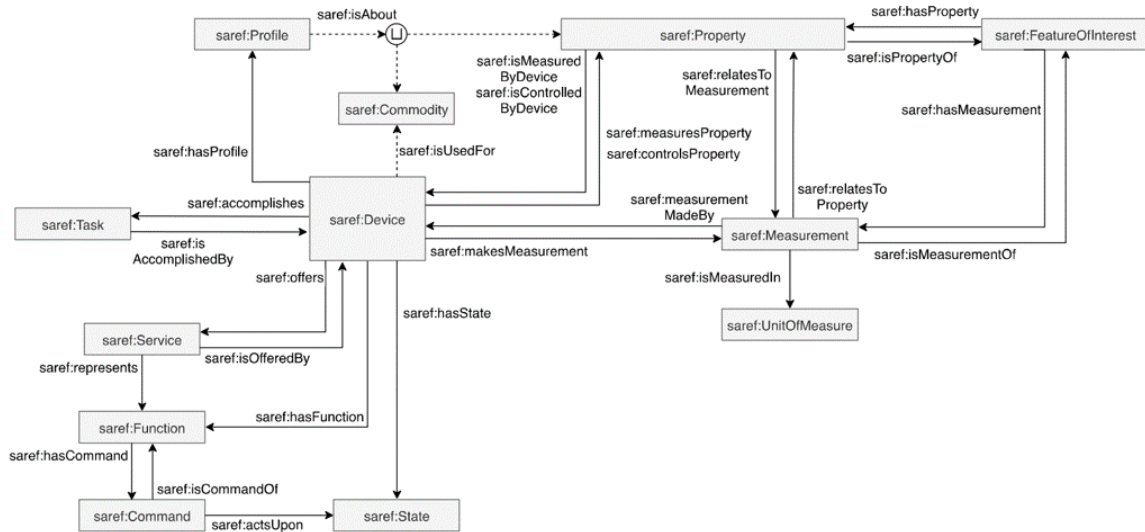 saref:isAbout
saref:hasProperty
saref:Profile
saref:Property
saref:FeatureOfInterest
saref:isPropertyOf
saref:isMeasured
ByDevice
saref:isControlled
ByDevice
saref:relatesTo
Measurement
saref:Commodity
saref:hasMeasurement
saref:measuresProperty
saref:controlsProperty
saref:hasProfile
saref:isUsedFor
saref:relatesTo
Property
saref:accomplishes
saref:measurement
MadeBy
saref:Task
saref:Device
saref:Measurement
saref:is
AccomplishedBy
saref:makesMeasurement
saref:isMeasurementOf
saref:offers
saref:isMeasuredIn
saref:hasState
saref:UnitOfMeasure
saref:Service
saref:isOfferedBy
saref:represents
saref:hasFunction
saref:Function
saref:hasCommand
saref:isCommandOf
saref:Command
saref:actsUpon
saref:State